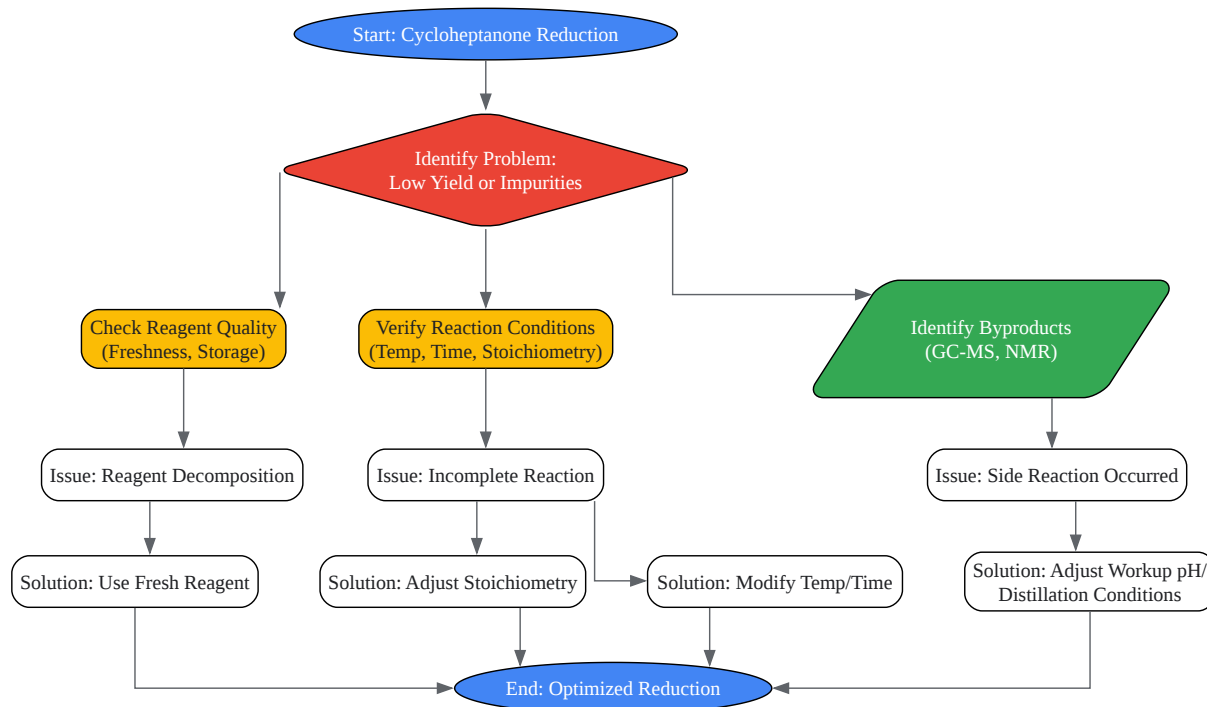 Start: Cycloheptanone Reduction
Identify Problem:
Low Yield or Impurities
Check Reagent Quality
(Freshness, Storage)
Verify Reaction Conditions
(Temp, Time, Stoichiometry)
Identify Byproducts
(GC-MS, NMR)
Issue: Reagent Decomposition
Issue: Incomplete Reaction
Issue: Side Reaction Occurred
Solution: Use Fresh Reagent
Solution: Adjust Stoichiometry
Solution: Modify Temp/Time
Solution: Adjust Workup pH/
Distillation Conditions
End: Optimized Reduction